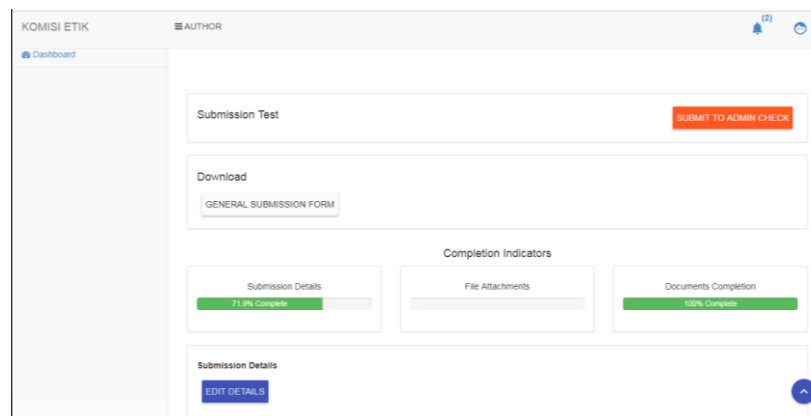 KOMISI ETIK
AUTHOR
(2)
Dashboard
Submission Test
SUBMIT TO ADMIN CHECK
Download
GENERAL SUBMISSION FORM
Completion Indicators
Submission Details
71.9% Complete
File Attachments
Documents Completion
100% Complete
Submission Details
EDIT DETAILS